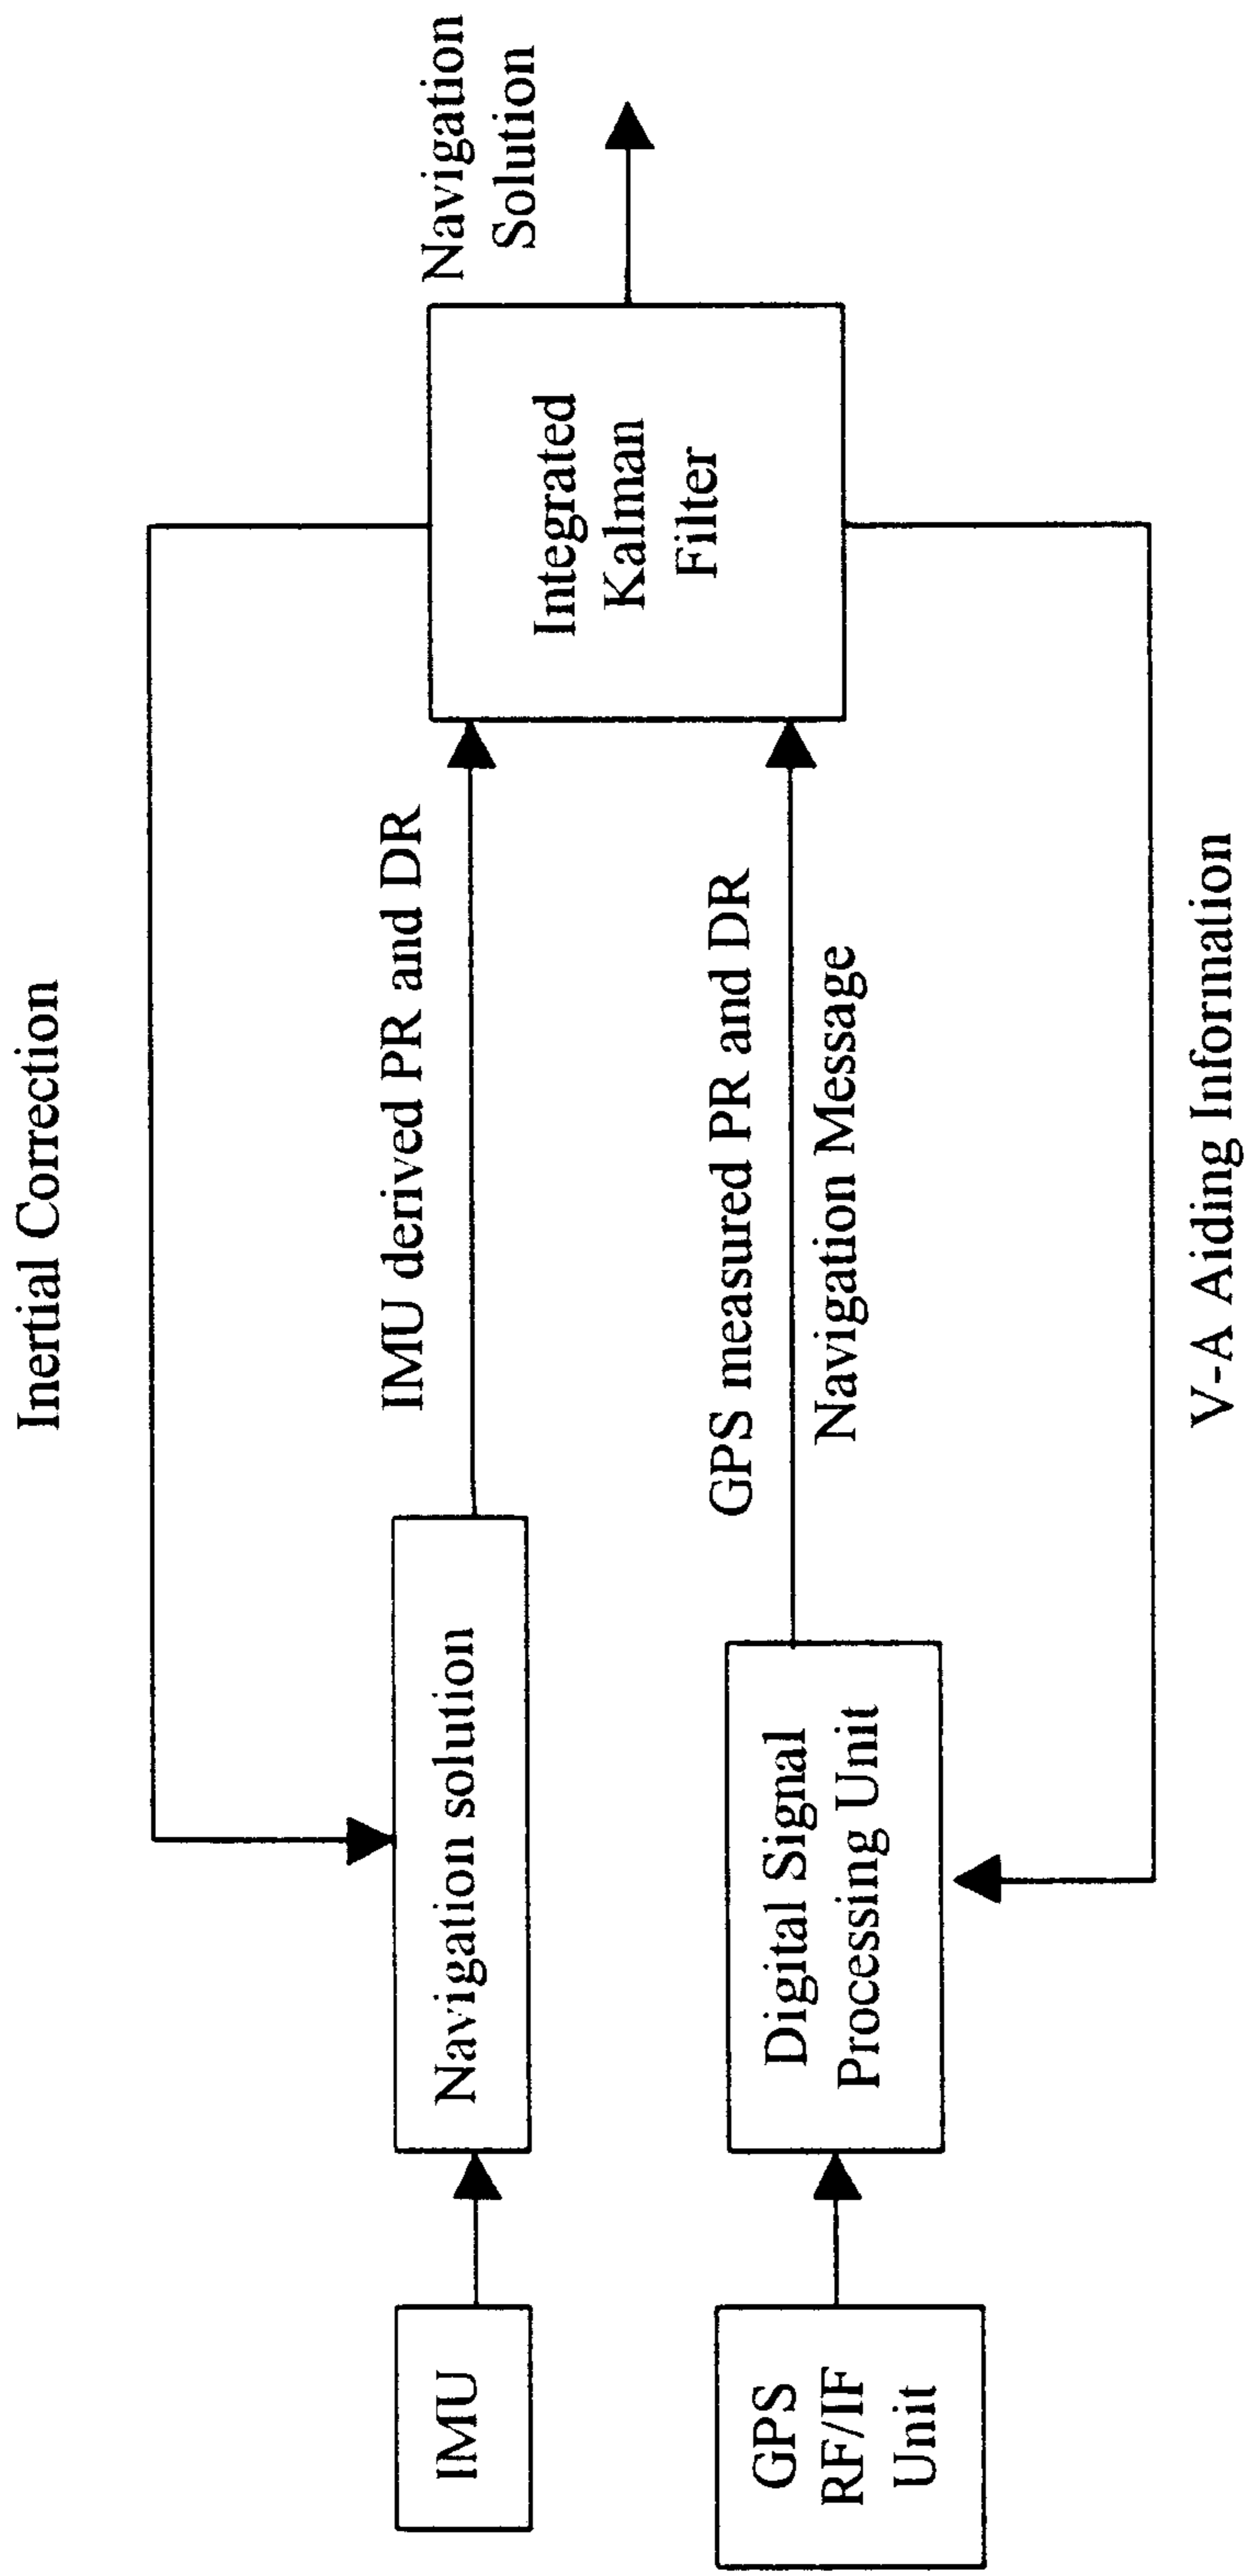 Inertial Correction
IMU
Navigation solution
IMU derived PR and DR
Integrated
Kalman
Filter
Navigation
Solution
GPS
RF/IF
Unit
Digital Signal
Processing Unit
GPS measured PR and DR
Navigation Message
V-A Aiding Information